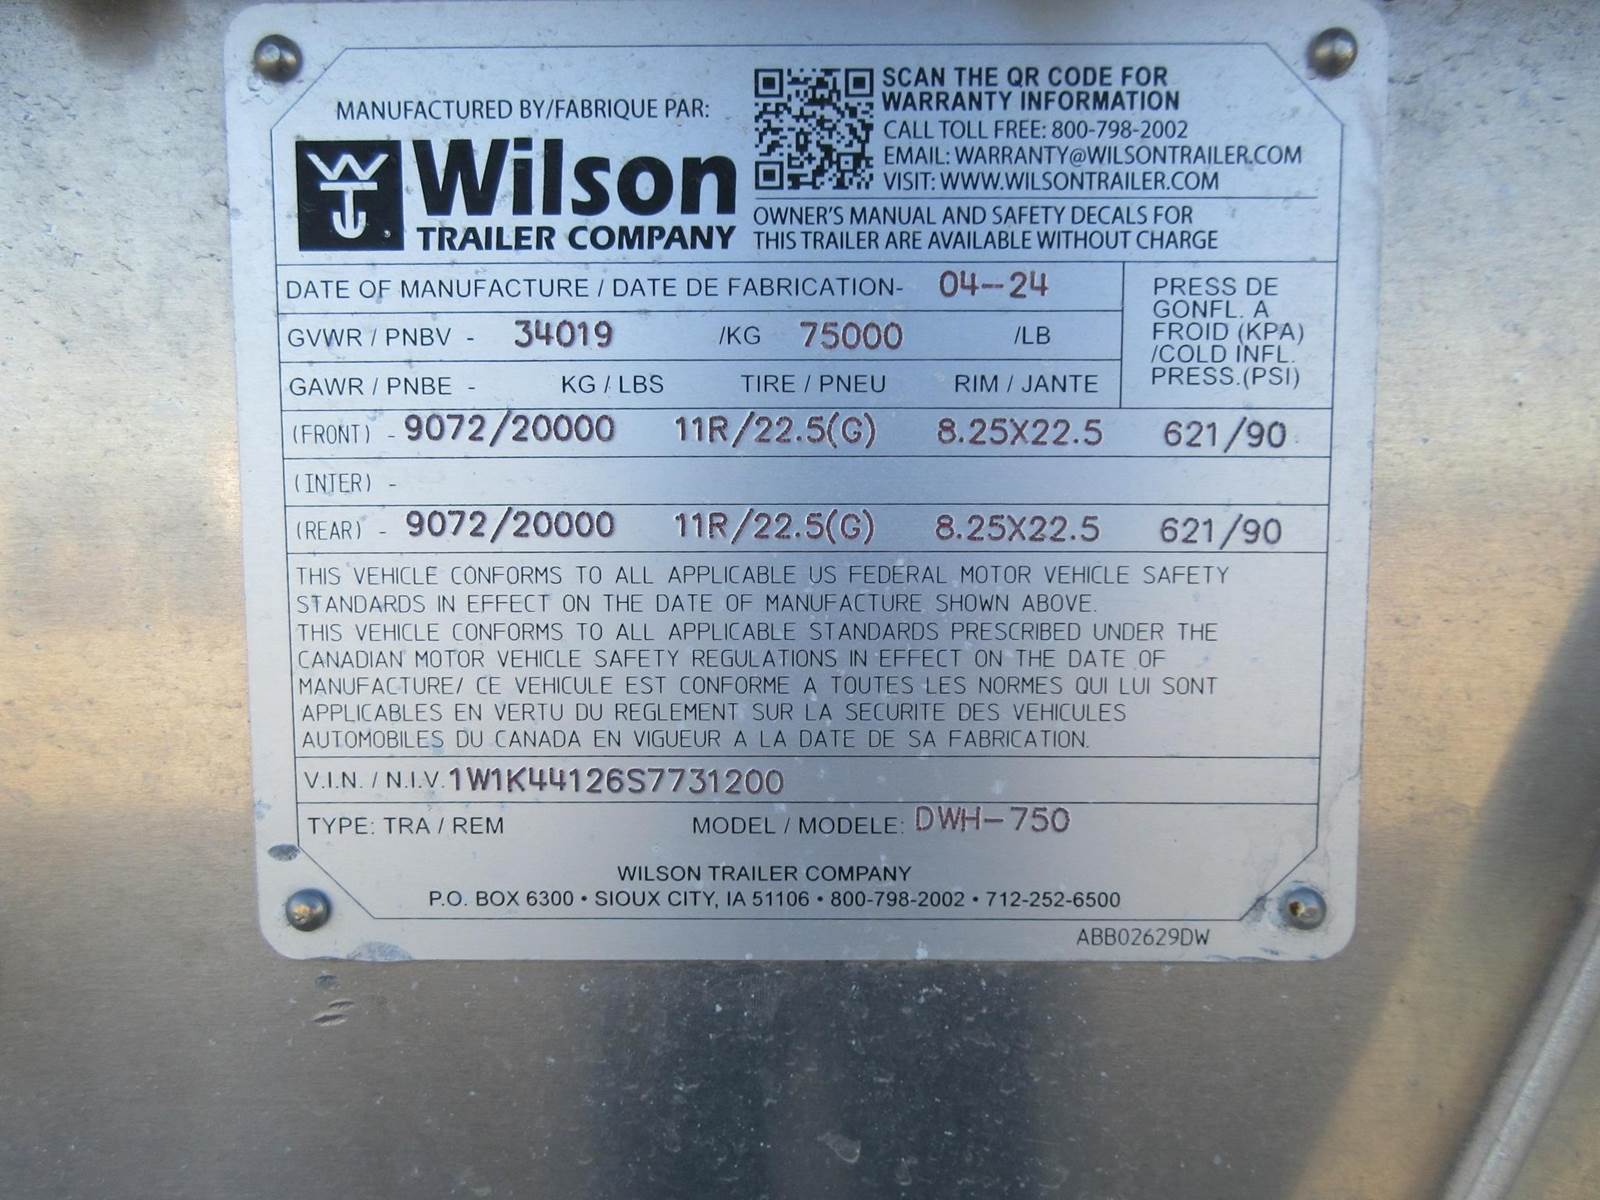 MANUFACTURED BY/FABRIQUE PAR:
Wilson
TRAILER COMPANY
SCAN THE QR CODE FOR
WARRANTY INFORMATION
CALL TOLL FREE: 800-798-2002
EMAIL: WARRANTY@WILSONTRAILER.COM
VISIT: WWW.WILSONTRAILER.COM
OWNER'S MANUAL AND SAFETY DECALS FOR
THIS TRAILER ARE AVAILABLE WITHOUT CHARGE
DATE OF MANUFACTURE / DATE DE FABRICATION- 04-24
GVWR / PNBV - 34019 /KG 75000 /LB
PRESS DE
GONFL. A
FROID (KPA)
/COLD INFL.
PRESS.(PSI)
GAWR / PNBE - KG / LBS TIRE / PNEU RIM / JANTE
(FRONT) - 9072/20000 11R/22.5(G) 8.25X22.5 621/90
(INTER) -
(REAR) - 9072/20000 11R/22.5(G) 8.25X22.5 621/90
THIS VEHICLE CONFORMS TO ALL APPLICABLE US FEDERAL MOTOR VEHICLE SAFETY
STANDARDS IN EFFECT ON THE DATE OF MANUFACTURE SHOWN ABOVE.
THIS VEHICLE CONFORMS TO ALL APPLICABLE STANDARDS PRESCRIBED UNDER THE
CANADIAN MOTOR VEHICLE SAFETY REGULATIONS IN EFFECT ON THE DATE OF
MANUFACTURE/ CE VEHICULE EST CONFORME A TOUTES LES NORMES QUI LUI SONT
APPLICABLES EN VERTU DU REGLEMENT SUR LA SECURITE DES VEHICULES
AUTOMOBILES DU CANADA EN VIGUEUR A LA DATE DE SA FABRICATION.
V.I.N. / N.I.V. 1W1K44126S7731200
TYPE: TRA / REM MODEL / MODELE: DWH-750
WILSON TRAILER COMPANY
P.O. BOX 6300 • SIOUX CITY, IA 51106 • 800-798-2002 • 712-252-6500
ABB02629DW